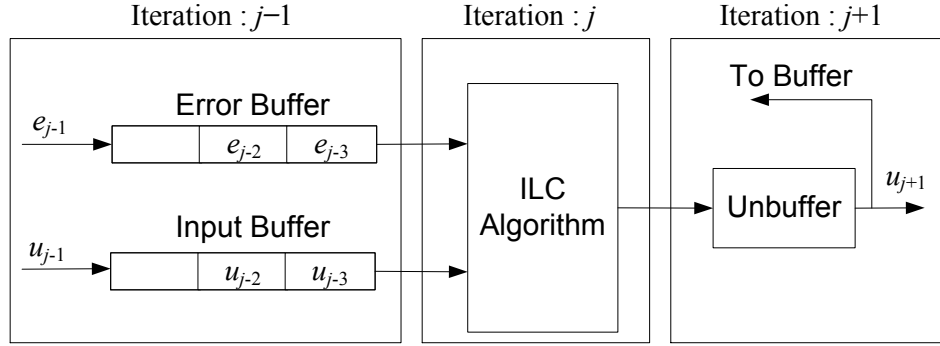 Iteration : j−1
Iteration : j
Iteration : j+1
Error Buffer
e_{j-1}
e_{j-2}
e_{j-3}
Input Buffer
u_{j-1}
u_{j-2}
u_{j-3}
ILC
Algorithm
To Buffer
Unbuffer
u_{j+1}